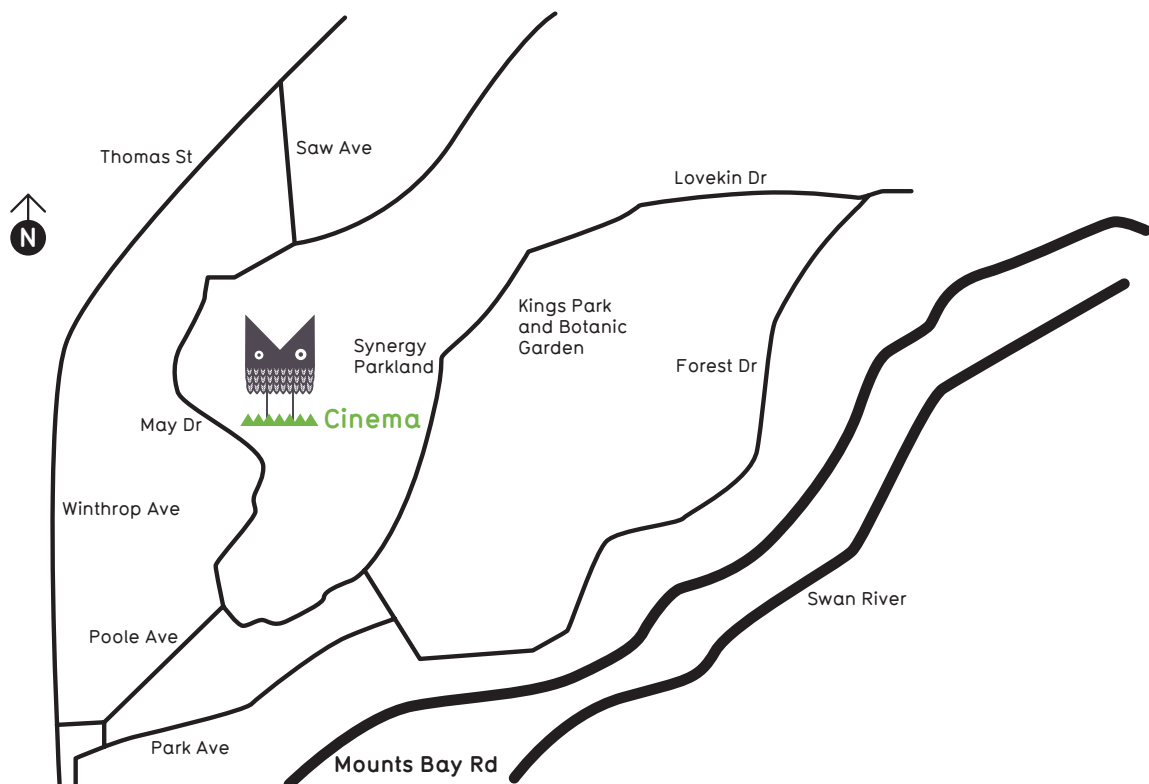 Thomas St
Saw Ave
Lovekin Dr
N
Kings Park
and Botanic
Garden
Synergy
Parkland
Forest Dr
Cinema
May Dr
Winthrop Ave
Swan River
Poole Ave
Park Ave
Mounts Bay Rd